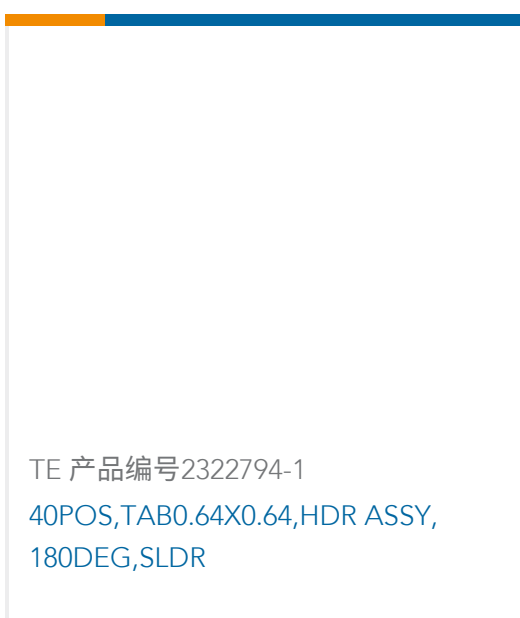 TE 产品编号2322794-1
40POS,TAB0.64X0.64,HDR ASSY,
180DEG,SLDR